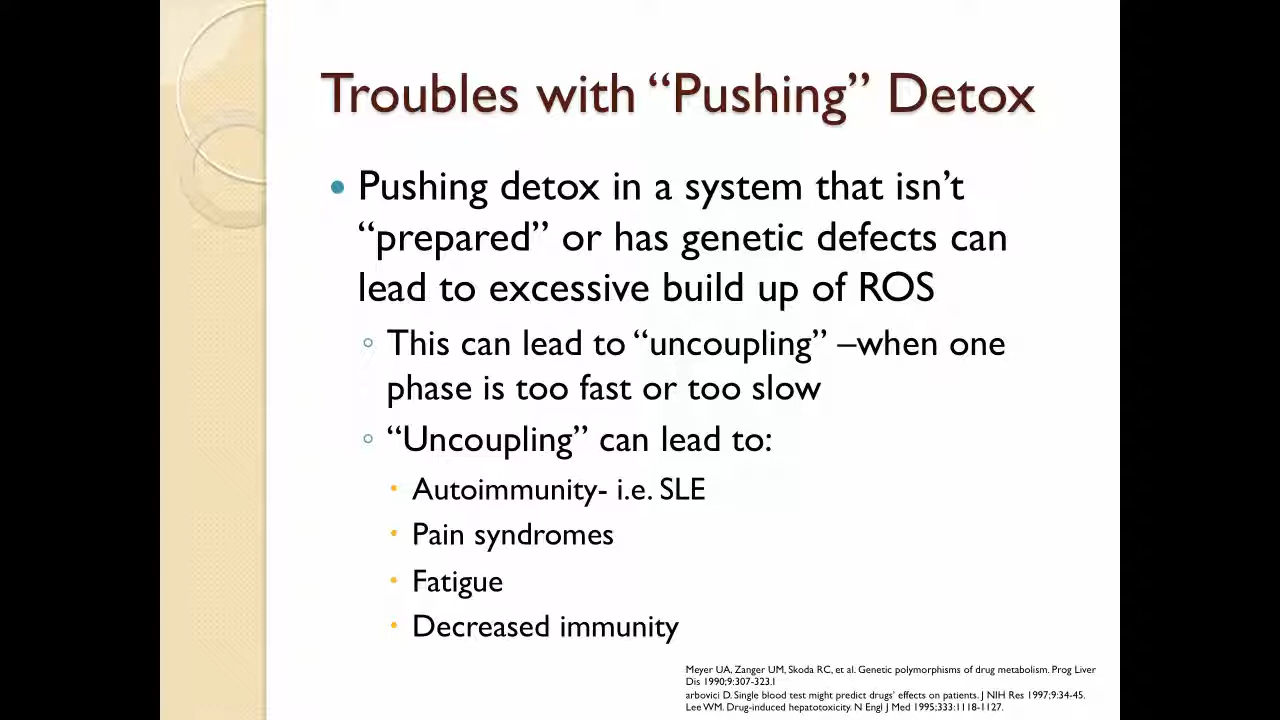 Troubles with “Pushing” Detox
• Pushing detox in a system that isn’t
“prepared” or has genetic defects can
lead to excessive build up of ROS
◦ This can lead to “uncoupling” –when one
phase is too fast or too slow
◦ “Uncoupling” can lead to:
• Autoimmunity- i.e. SLE
• Pain syndromes
• Fatigue
• Decreased immunity
Meyer UA, Zanger UM, Skoda RC, et al. Genetic polymorphisms of drug metabolism. Prog Liver
Dis 1990;9:307-323.I
arbovici D. Single blood test might predict drugs’ effects on patients. J NIH Res 1997;9:34-45.
Lee WM. Drug-induced hepatotoxicity. N Engl J Med 1995;333:1118-1127.